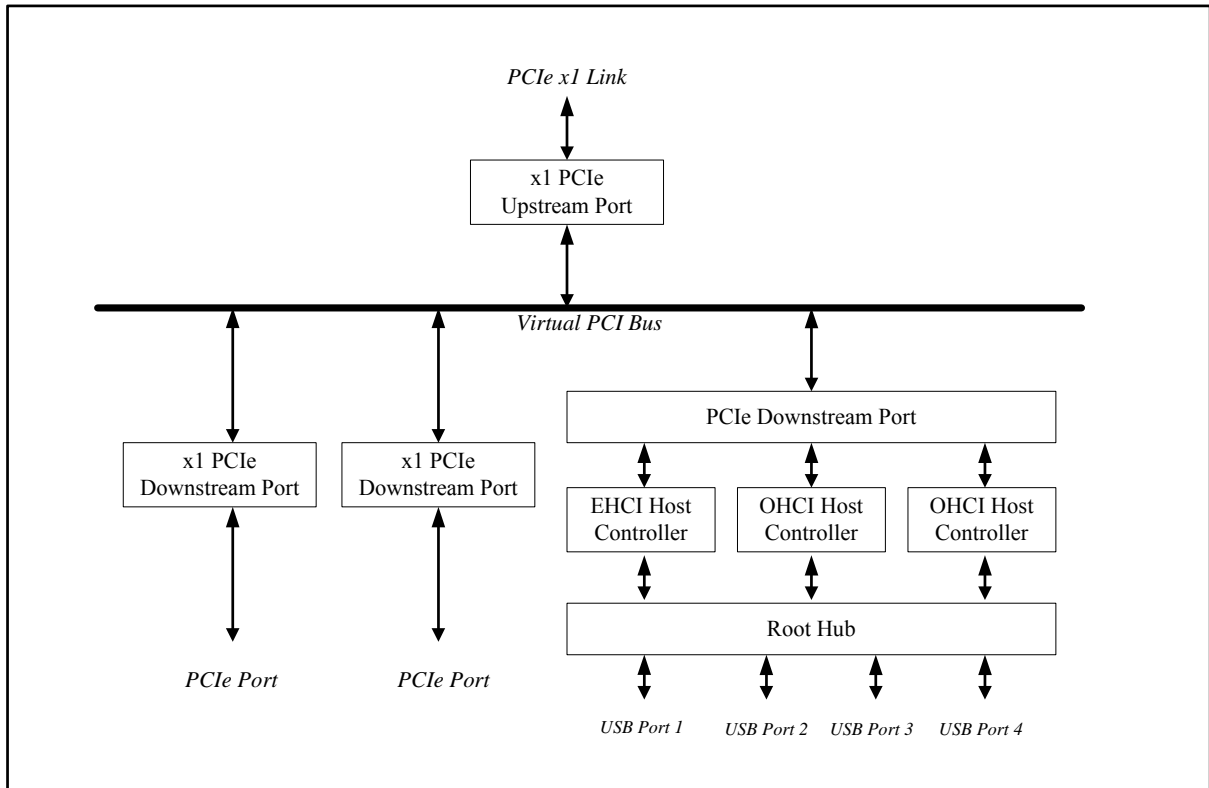 PCIe x1 Link
x1 PCIe
Upstream Port
Virtual PCI Bus
PCIe Downstream Port
x1 PCIe
Downstream Port
x1 PCIe
Downstream Port
EHCI Host
Controller
OHCI Host
Controller
OHCI Host
Controller
Root Hub
PCIe Port
PCIe Port
USB Port 1
USB Port 2
USB Port 3
USB Port 4